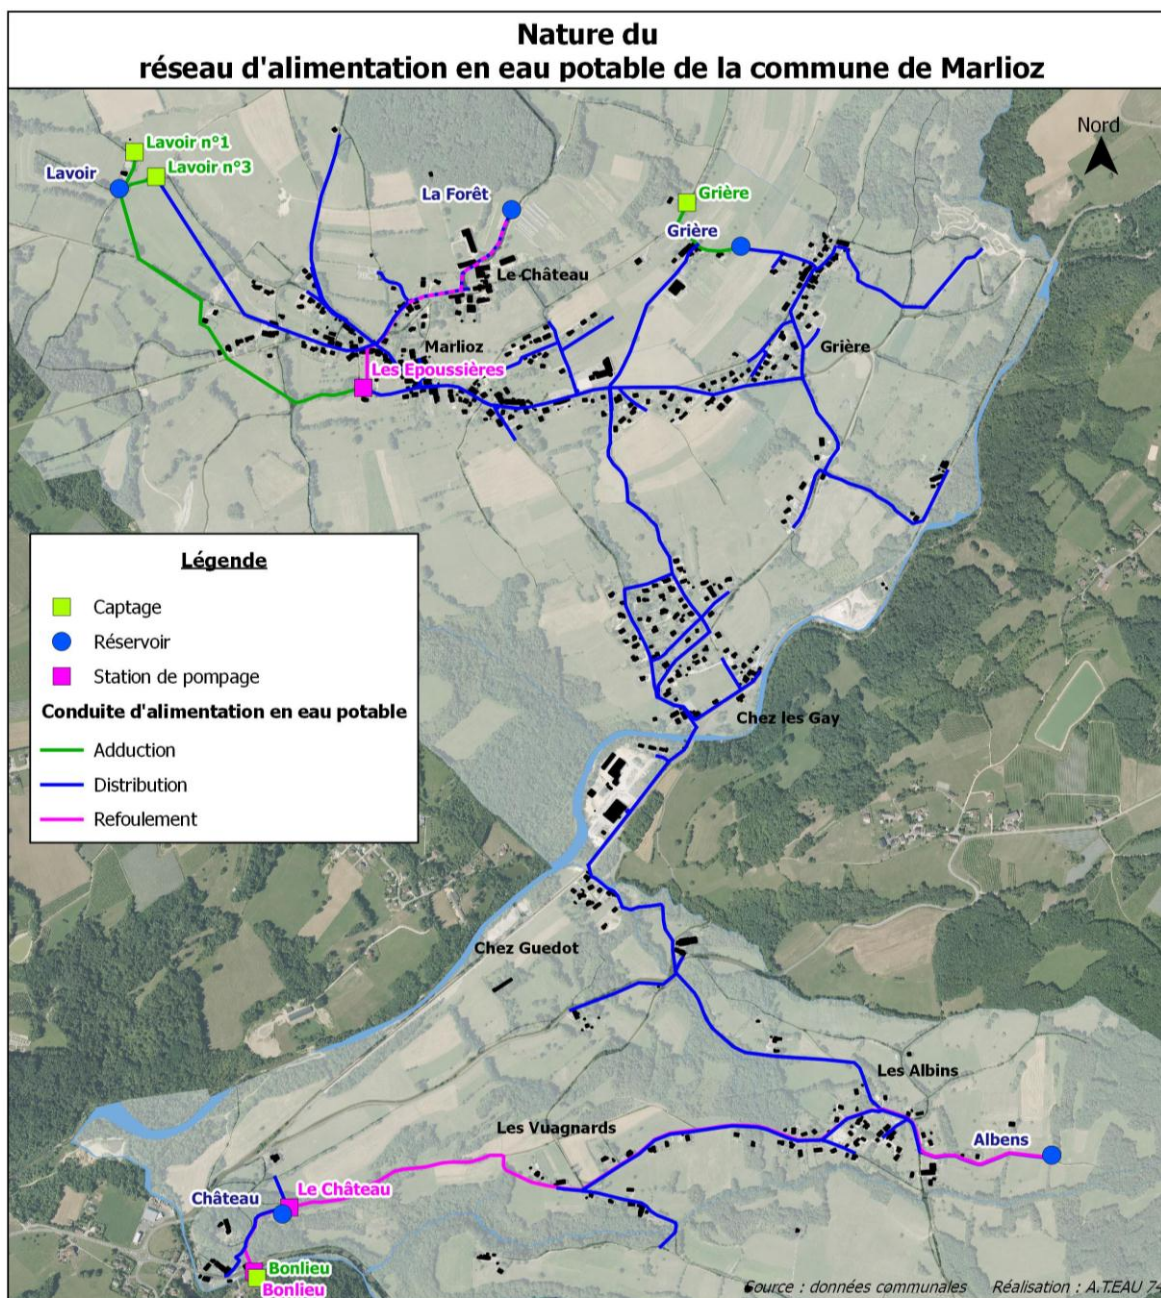 Nature du
réseau d'alimentation en eau potable de la commune de Marlioz
Nord
Lavoir n°1
Lavoir n°3
Lavoir
La Forêt
Grière
Grière
Le Château
Marlioz
Grière
Les Epoussières
Légende
Captage
Réservoir
Station de pompage
Conduite d'alimentation en eau potable
Adduction
Distribution
Refoulement
Chez les Gay
Chez Guedot
Les Albins
Les Vuagnards
Albens
Château
Le Château
Bonlieu
Bonlieu
Source : données communales Réalisation : A.T.EAU 74